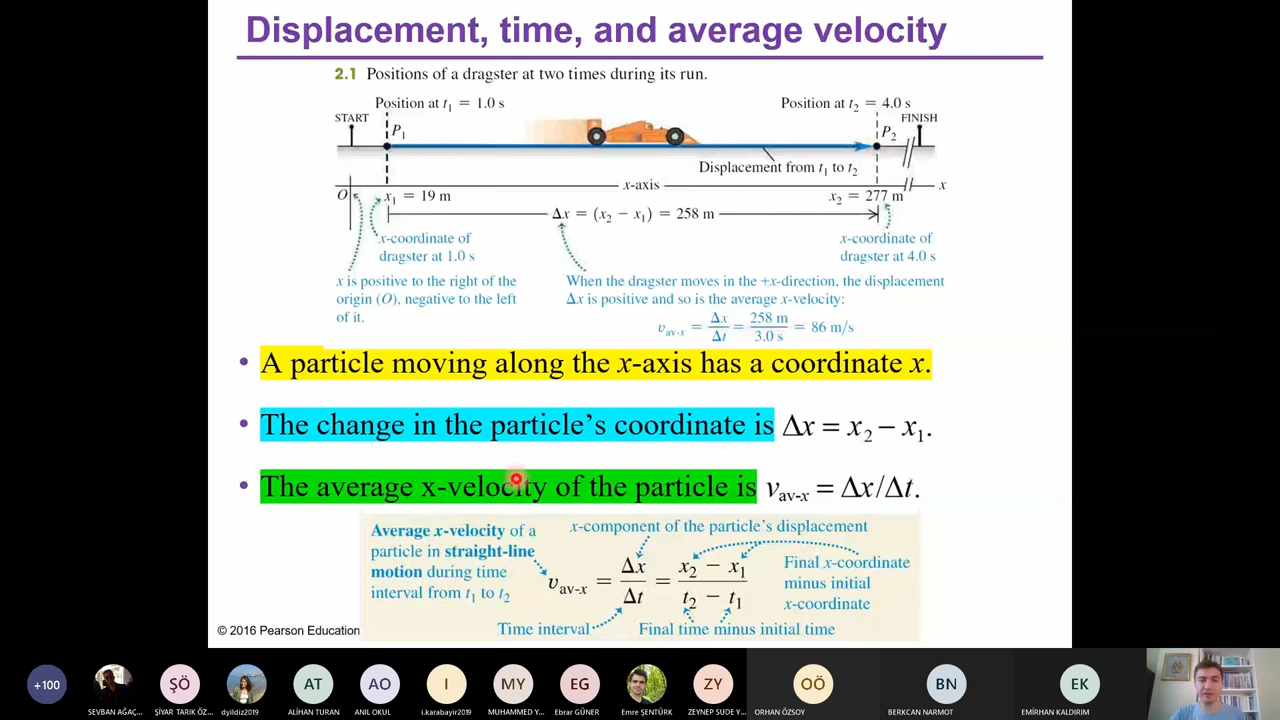 Displacement, time, and average velocity
2.1 Positions of a dragster at two times during its run.
Position at t₁ = 1.0 s
Position at t₂ = 4.0 s
START
FINISH
P₁
P₂
Displacement from t₁ to t₂
O
x₁ = 19 m
x-axis
x₂ = 277 m
x
Δx = (x₂ − x₁) = 258 m
x-coordinate of
dragster at 1.0 s
x-coordinate of
dragster at 4.0 s
x is positive to the right of the
origin (O), negative to the left
of it.
When the dragster moves in the +x-direction, the displacement
Δx is positive and so is the average x-velocity:
vav-x = Δx/Δt = 258 m/3.0 s = 86 m/s
• A particle moving along the x-axis has a coordinate x.
• The change in the particle's coordinate is Δx = x₂ − x₁.
• The average x-velocity of the particle is vav-x = Δx/Δt.
Average x-velocity of a
particle in straight-line
motion during time
interval from t₁ to t₂
x-component of the particle's displacement
vav-x = Δx/Δt = x₂ − x₁/t₂ − t₁
Final x-coordinate
minus initial
x-coordinate
Time interval
Final time minus initial time
© 2016 Pearson Education
+100
SEVBAN AĞAÇ...
ŞÖ
ŞİYAR TARIK ÖZ...
dyildiz2019
AT
ALİHAN TURAN
AO
ANIL OKUL
I
i.karabayir2019
MY
MUHAMMED Y...
EG
Ebrar GÜNER
Emre ŞENTÜRK
ZY
ZEYNEP SUDE Y...
OÖ
ORHAN ÖZSOY
BN
BERKCAN NARMOT
EK
EMİRHAN KALDIRIM